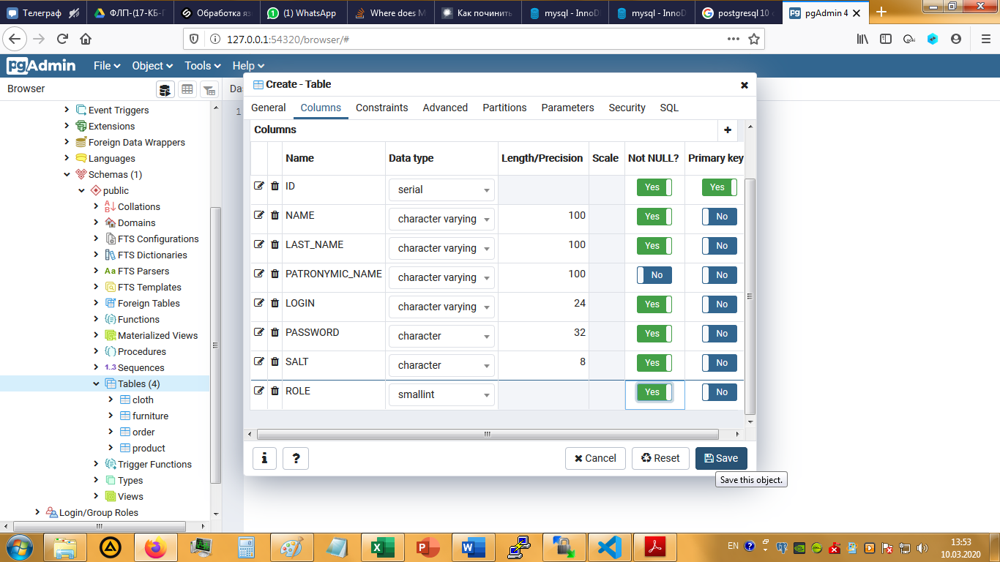 Телеграф
ФЛП-(17-КБ-Г
Обработка яз
(1) WhatsApp
Where does M
Как починить
mysql - InnoD
mysql - InnoD
postgresql 10 c
pgAdmin 4
127.0.0.1:54320/browser/#
pgAdmin
File
Object
Tools
Help
Browser
Da
1
Event Triggers
Extensions
Foreign Data Wrappers
Languages
Schemas (1)
public
Collations
Domains
FTS Configurations
FTS Dictionaries
Aa FTS Parsers
FTS Templates
Foreign Tables
Functions
Materialized Views
Procedures
1..3 Sequences
Tables (4)
cloth
furniture
order
product
Trigger Functions
Types
Views
Login/Group Roles
Create - Table
General Columns Constraints Advanced Partitions Parameters Security SQL
Columns
Name Data type Length/Precision Scale Not NULL? Primary key
ID serial Yes Yes
NAME character varying 100 Yes No
LAST_NAME character varying 100 Yes No
PATRONYMIC_NAME character varying 100 No No
LOGIN character varying 24 Yes No
PASSWORD character 32 Yes No
SALT character 8 Yes No
ROLE smallint Yes No
i ? Cancel Reset Save
Save this object.
EN
13:53
10.03.2020